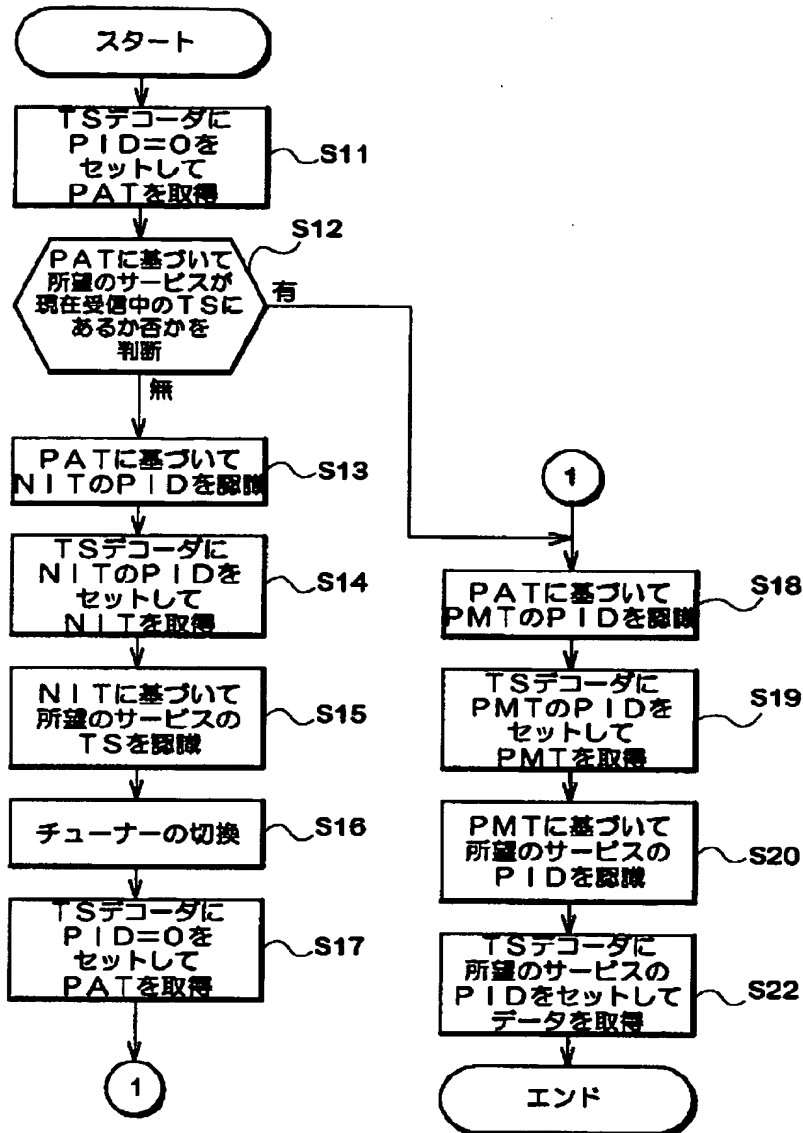 スタート
TSデコーダに
PID=0を
セットして
PATを取得
S11
S12
PATに基づいて
所望のサービスが
現在受信中のTSに
あるか否かを
判断
有
無
PATに基づいて
NITのPIDを認識
S13
TSデコーダに
NITのPIDを
セットして
NITを取得
S14
NITに基づいて
所望のサービスの
TSを認識
S15
チューナーの切換
S16
TSデコーダに
PID=0を
セットして
PATを取得
S17
1
1
PATに基づいて
PMTのPIDを認識
S18
TSデコーダに
PMTのPIDを
セットして
PMTを取得
S19
PMTに基づいて
所望のサービスの
PIDを認識
S20
TSデコーダに
所望のサービスの
PIDをセットして
データを取得
S22
エンド